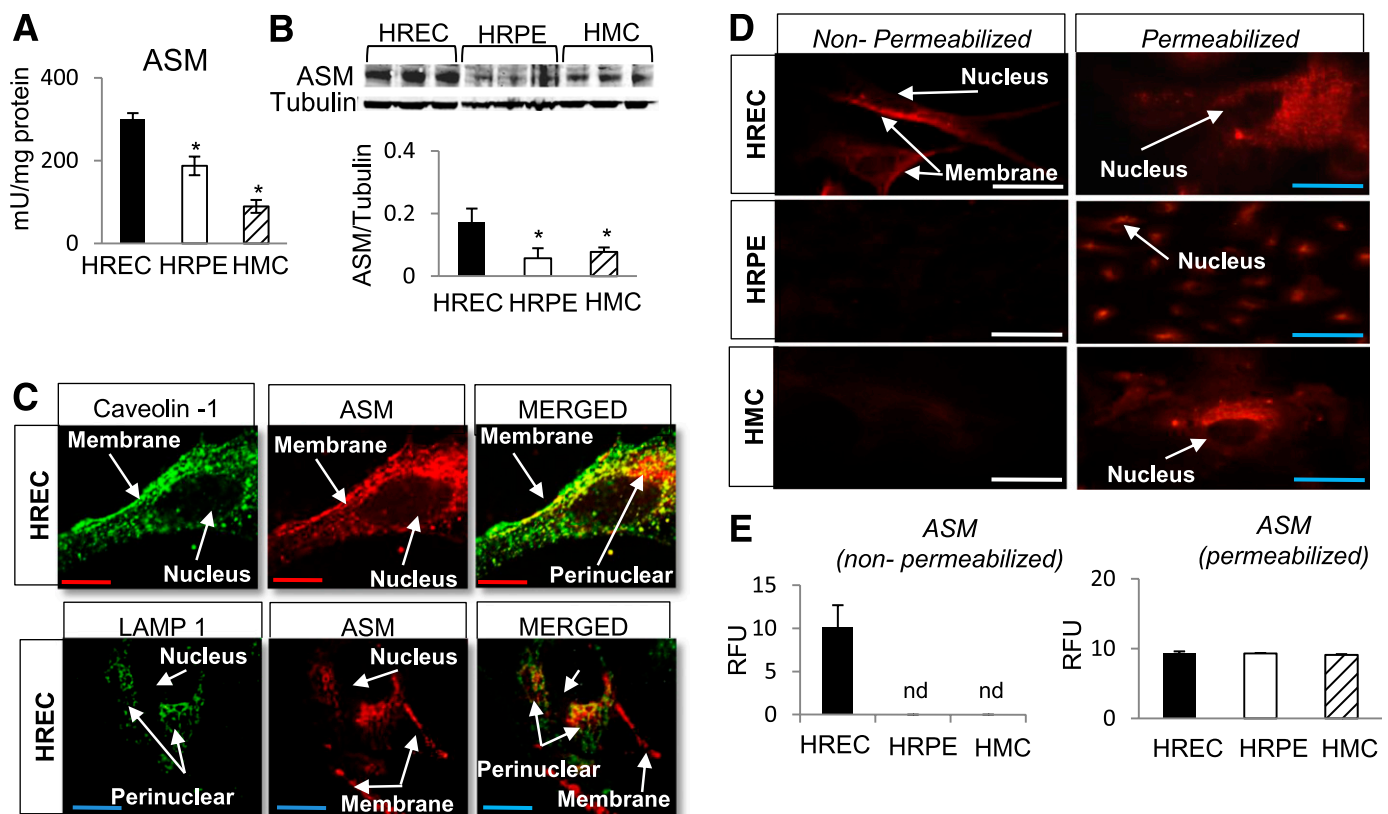 A
ASM
400
200
0
mU/mg protein
*
*
HREC HRPE HMC
B
HREC HRPE HMC
ASM
Tubulin
0.4
0.2
0
ASM/Tubulin
*
*
HREC HRPE HMC
C
Caveolin -1 ASM MERGED
HREC
Membrane
Nucleus
Membrane
Nucleus
Membrane
Perinuclear
LAMP 1 ASM MERGED
HREC
Nucleus
Perinuclear
Nucleus
Membrane
Perinuclear
Membrane
D
Non- Permeabilized Permeabilized
HREC
Nucleus
Membrane
Nucleus
HRPE
Nucleus
HMC
Nucleus
E
ASM
(non- permeabilized)
15
10
5
0
RFU
nd nd
HREC HRPE HMC
ASM
(permeabilized)
20
10
0
RFU
HREC HRPE HMC